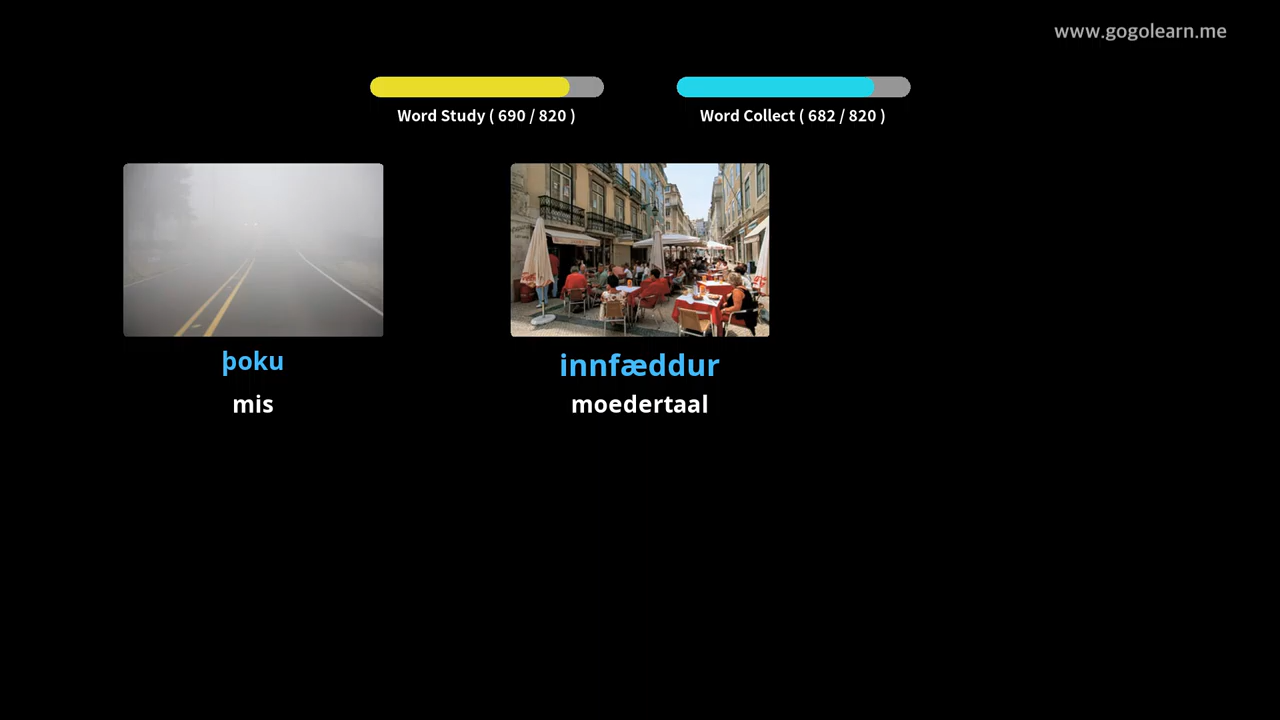 www.gogolearn.me
Word Study ( 690 / 820 )
Word Collect ( 682 / 820 )
þoku
innfæddur
mis
moedertaal